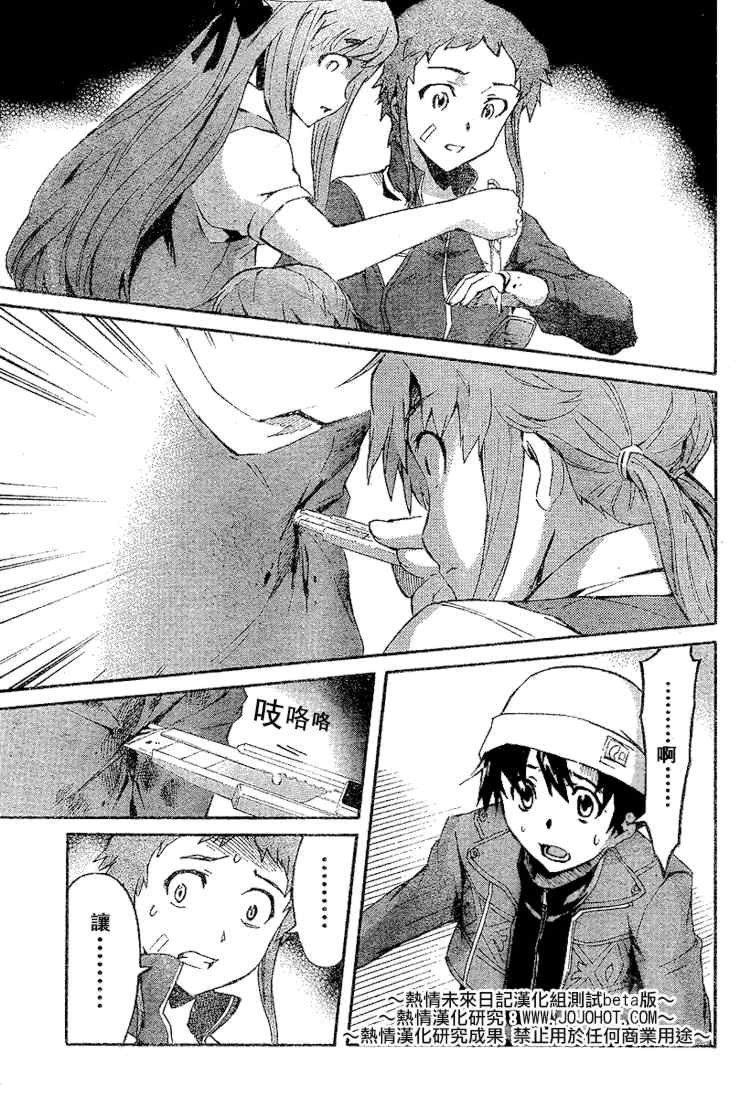 ………啊
吱咯咯
………
讓………
～熱情未來日記漢化組測試beta版～
～熱情漢化研究：WWW.JOJOHOT.COM～
～熱情漢化研究成果 禁止用於任何商業用途～